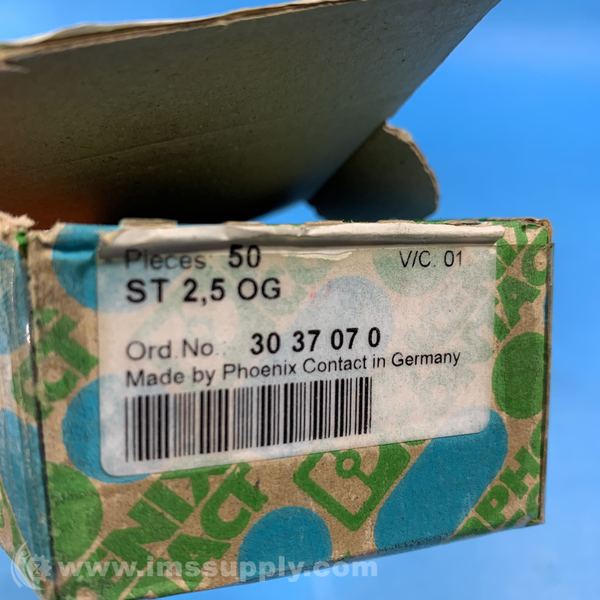 Pieces: 50 V/C. 01
ST 2,5 OG
Ord.No.: 30 37 07 0
Made by Phoenix Contact in Germany
www.imssupply.com